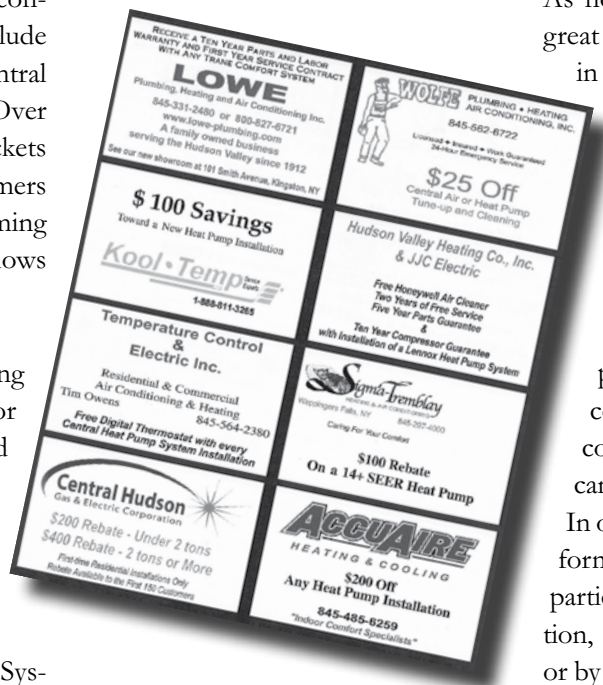 con-
lude
ntral
Over
kets
mers
ming
lows
ng
or
d
Sys-
RECEIVE A TEN YEAR PARTS AND LABOR
WARRANTY AND FIRST YEAR SERVICE CONTRACT
WITH ANY TRANE COMFORT SYSTEM
LOWE
Plumbing, Heating and Air Conditioning Inc.
845-331-2480 or 800-827-6721
www.lowe-plumbing.com
A family owned business
serving the Hudson Valley since 1912
See our new showroom at 101 Smith Avenue, Kingston, NY
WOLFE PLUMBING • HEATING
AIR CONDITIONING, INC.
845-562-6722
Licensed • Insured • Work Guaranteed
24-Hour Emergency Service
$25 Off
Central Air or Heat Pump
Tune-up and Cleaning
$ 100 Savings
Toward a New Heat Pump Installation
Kool•Temp
1-888-811-3265
Hudson Valley Heating Co., Inc.
& JJC Electric
Free Honeywell Air Cleaner
Two Years of Free Service
Five Year Parts Guarantee
&
Ten Year Compressor Guarantee
with Installation of a Lennox Heat Pump System
Temperature Control
&
Electric Inc.
Residential & Commercial
Air Conditioning & Heating
Tim Owens 845-564-2380
Free Digital Thermostat with every
Central Heat Pump System Installation
Sigma-Tremblay
HEATING & AIR CONDITIONING
Wappingers Falls, NY 845-297-4000
Caring For Your Comfort
$100 Rebate
On a 14+ SEER Heat Pump
Central Hudson
Gas & Electric Corporation
$200 Rebate - Under 2 tons
$400 Rebate - 2 tons or More
First-time Residential Installations Only
Rebate Available to the First 150 Customers
ACCUAIRE
HEATING & COOLING
$200 Off
Any Heat Pump Installation
845-485-6259
"Indoor Comfort Specialists"
great
in
p
co
car
In o
form
partic
tion,
or by